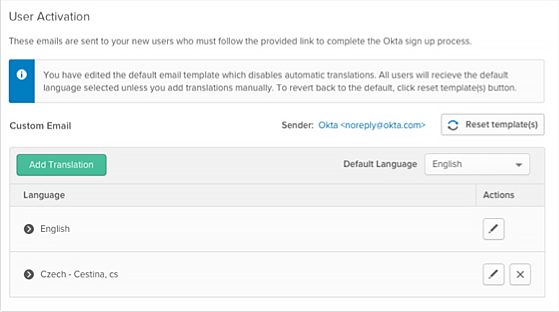 User Activation
These emails are sent to your new users who must follow the provided link to complete the Okta sign up process.
You have edited the default email template which disables automatic translations. All users will recieve the default
language selected unless you add translations manually. To revert back to the default, click reset template(s) button.
Custom Email Sender: Okta <noreply@okta.com> Reset template(s)
Add Translation Default Language English
Language Actions
English
Czech - Cestina, cs